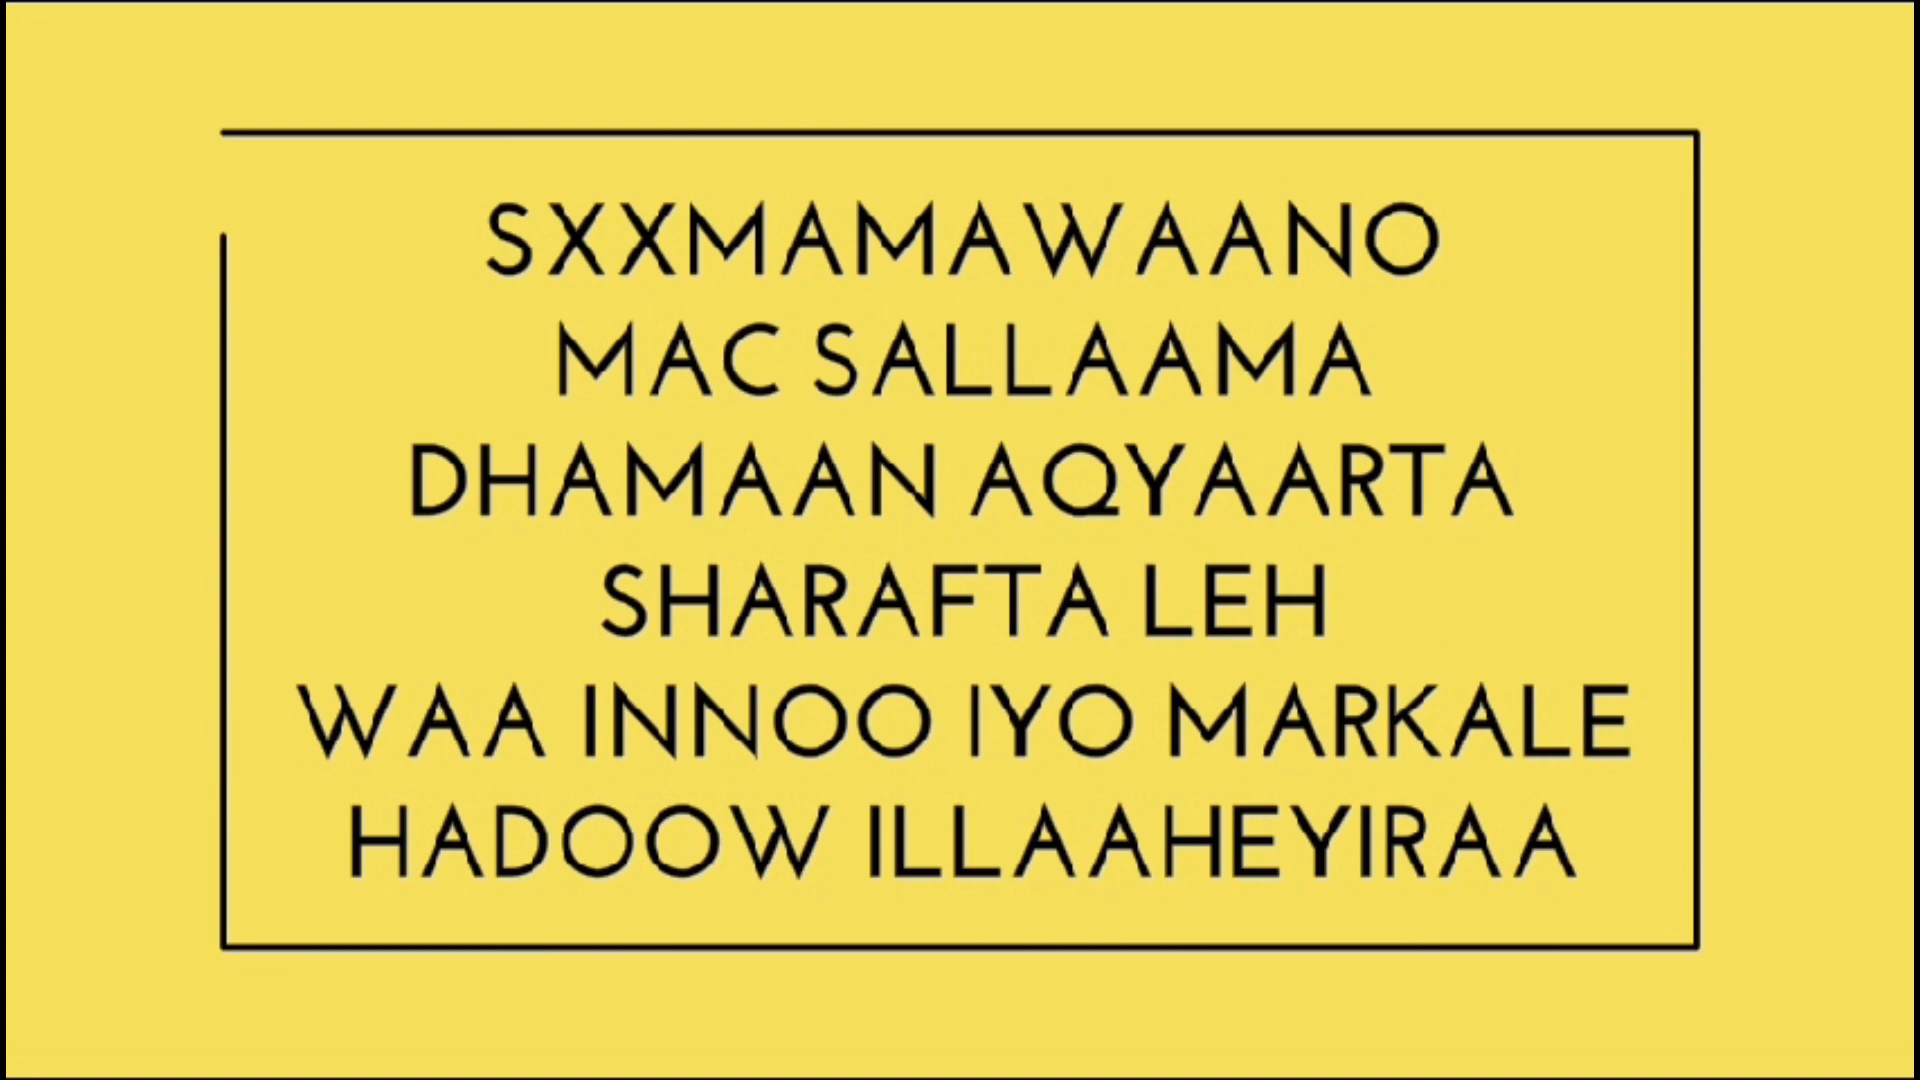 SXXMAMAWAANO
MAC SALLAAMA
DHAMAAN AQYAARTA
SHARAFTA LEH
WAA INNOO IYO MARKALE
HADOOW ILLAAHEYIRAA